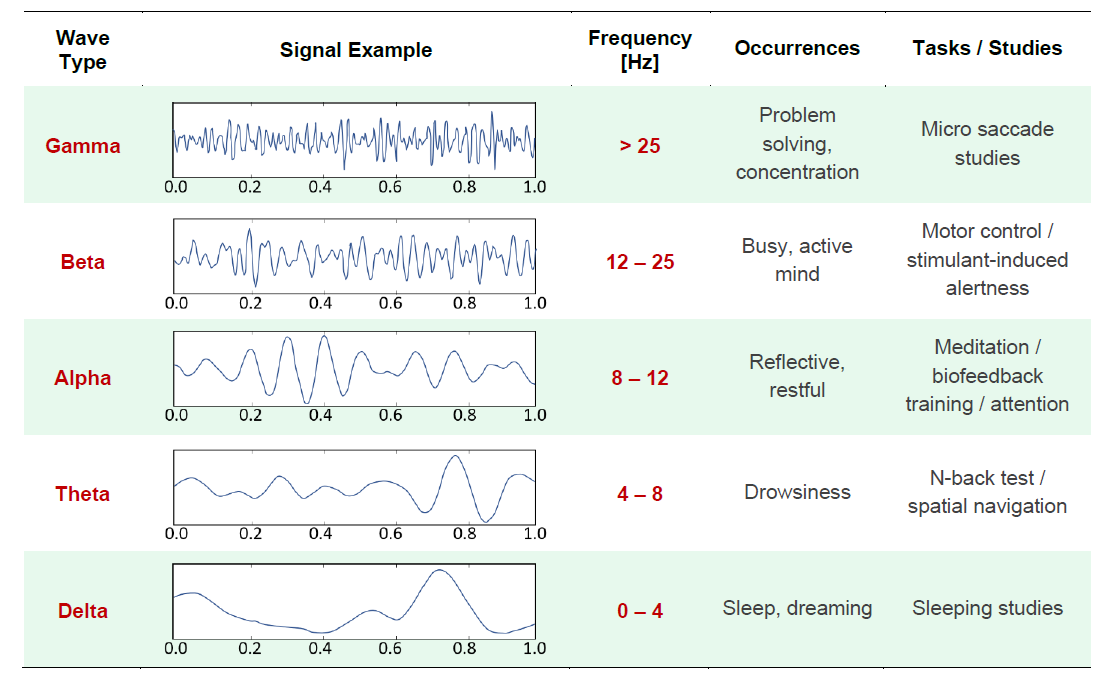 Wave
Type
Signal Example
Frequency
[Hz]
Occurrences
Tasks / Studies
Gamma
0.0 0.2 0.4 0.6 0.8 1.0
> 25
Problem
solving,
concentration
Micro saccade
studies
Beta
0.0 0.2 0.4 0.6 0.8 1.0
12 – 25
Busy, active
mind
Motor control /
stimulant-induced
alertness
Alpha
0.0 0.2 0.4 0.6 0.8 1.0
8 – 12
Reflective,
restful
Meditation /
biofeedback
training / attention
Theta
0.0 0.2 0.4 0.6 0.8 1.0
4 – 8
Drowsiness
N-back test /
spatial navigation
Delta
0.0 0.2 0.4 0.6 0.8 1.0
0 – 4
Sleep, dreaming
Sleeping studies